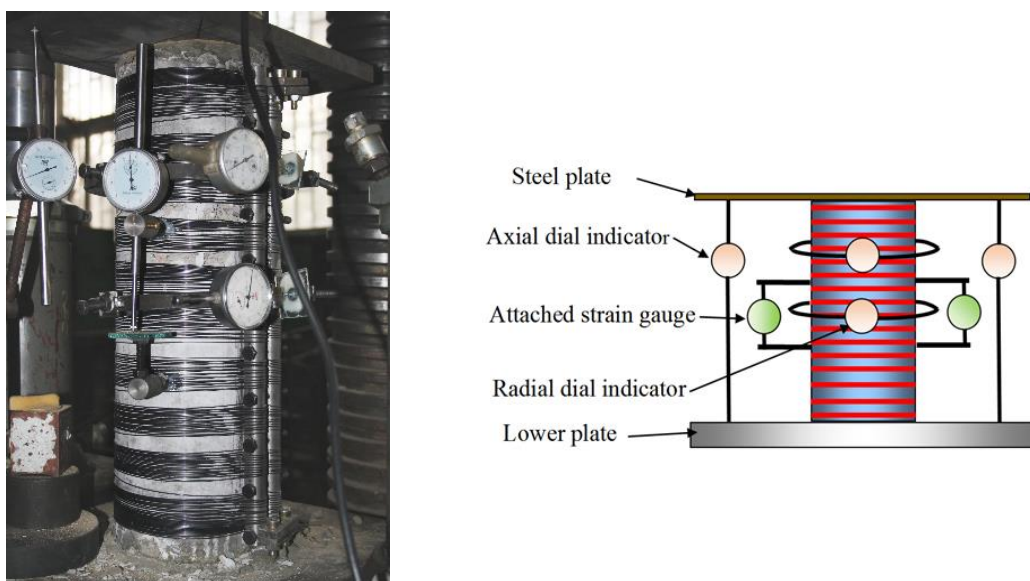 Steel plate
Axial dial indicator
Attached strain gauge
Radial dial indicator
Lower plate